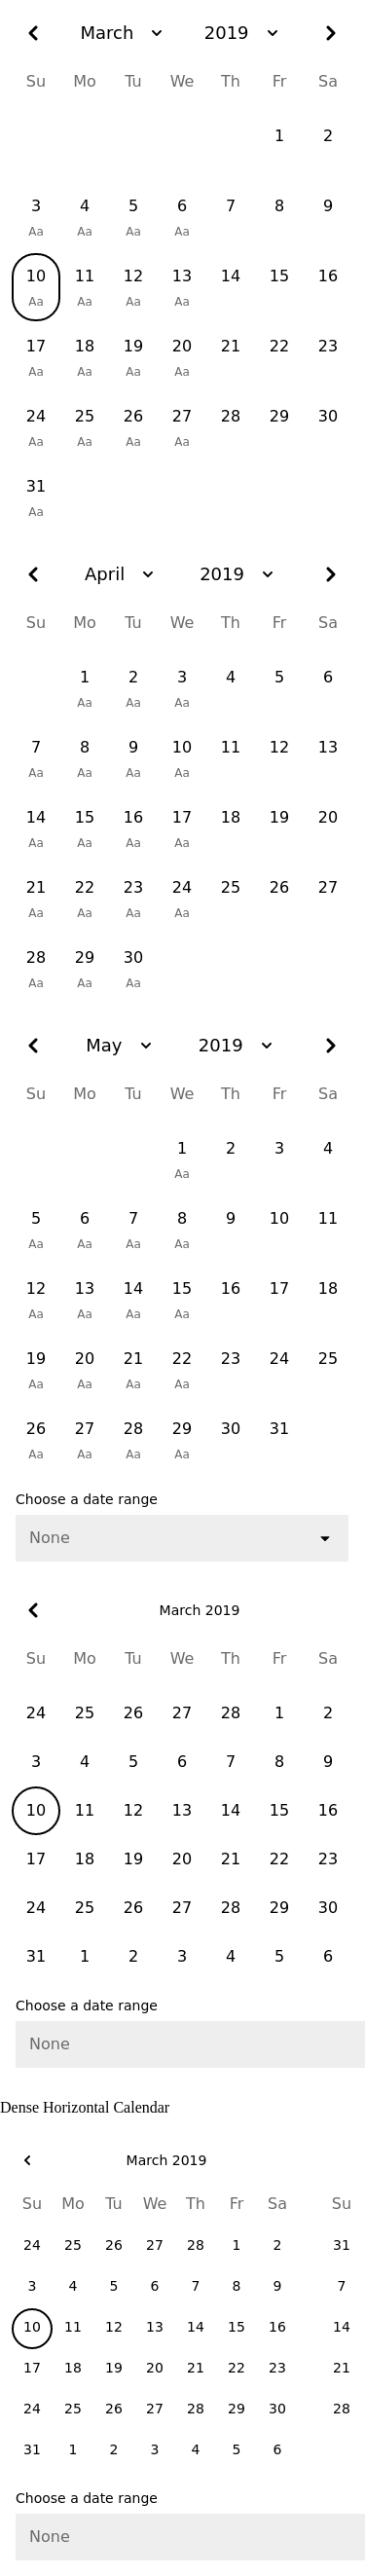 March 2019
Su Mo Tu We Th Fr Sa
1 2
3 4 5 6 7 8 9
Aa Aa Aa Aa
10 11 12 13 14 15 16
Aa Aa Aa Aa
17 18 19 20 21 22 23
Aa Aa Aa Aa
24 25 26 27 28 29 30
Aa Aa Aa Aa
31
Aa
April 2019
Su Mo Tu We Th Fr Sa
1 2 3 4 5 6
Aa Aa Aa
7 8 9 10 11 12 13
Aa Aa Aa Aa
14 15 16 17 18 19 20
Aa Aa Aa Aa
21 22 23 24 25 26 27
Aa Aa Aa Aa
28 29 30
Aa Aa Aa
May 2019
Su Mo Tu We Th Fr Sa
1 2 3 4
Aa
5 6 7 8 9 10 11
Aa Aa Aa Aa
12 13 14 15 16 17 18
Aa Aa Aa Aa
19 20 21 22 23 24 25
Aa Aa Aa Aa
26 27 28 29 30 31
Aa Aa Aa Aa
Choose a date range
None
March 2019
Su Mo Tu We Th Fr Sa
24 25 26 27 28 1 2
3 4 5 6 7 8 9
10 11 12 13 14 15 16
17 18 19 20 21 22 23
24 25 26 27 28 29 30
31 1 2 3 4 5 6
Choose a date range
None
Dense Horizontal Calendar
March 2019
Su Mo Tu We Th Fr Sa Su
24 25 26 27 28 1 2 31
3 4 5 6 7 8 9 7
10 11 12 13 14 15 16 14
17 18 19 20 21 22 23 21
24 25 26 27 28 29 30 28
31 1 2 3 4 5 6
Choose a date range
None